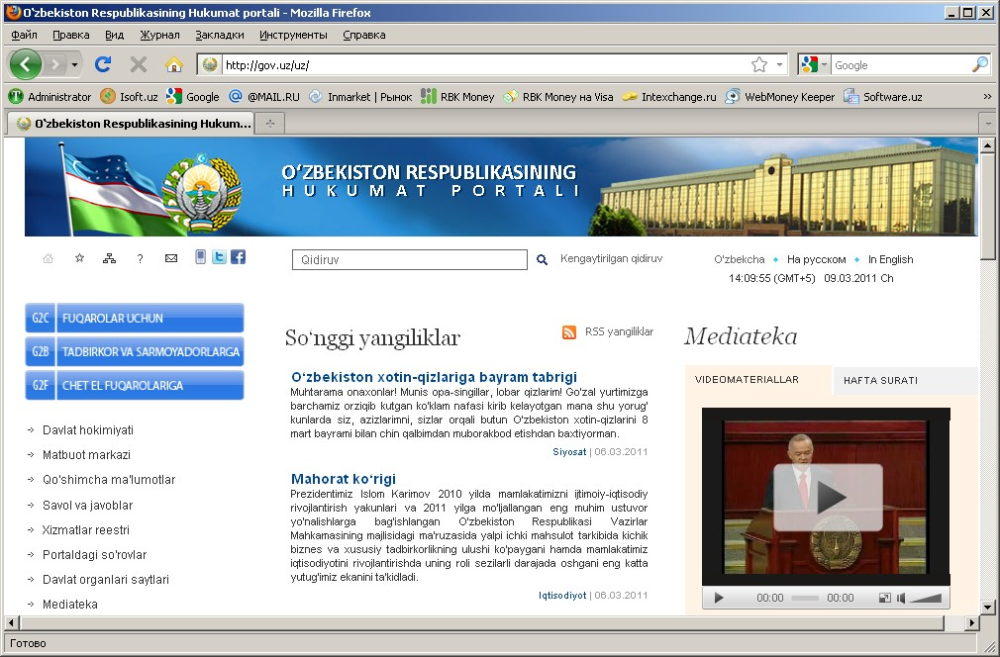 O‘zbekiston Respublikasining Hukumat portali - Mozilla Firefox
Файл Правка Вид Журнал Закладки Инструменты Справка
http://gov.uz/uz/ Google
Administrator Isoft.uz Google @MAIL.RU Inmarket | Рынок RBK Money RBK Money на Visa Intexchange.ru WebMoney Keeper Software.uz »
O‘zbekiston Respublikasining Hukum...
O‘ZBEKISTON RESPUBLIKASINING
HUKUMAT PORTALI
Qidiruv Kengaytirilgan qidiruv O'zbekcha На русском In English
14:09:55 (GMT+5) 09.03.2011 Ch
G2C FUQAROLAR UCHUN
G2B TADBIRKOR VA SARMOYADORLARGA
G2F CHET EL FUQAROLARIGA
Davlat hokimiyati
Matbuot markazi
Qo'shimcha ma'lumotlar
Savol va javoblar
Xizmatlar reestri
Portaldagi so'rovlar
Davlat organlari saytlari
Mediateka
So‘nggi yangiliklar
RSS yangiliklar
O‘zbekiston xotin-qizlariga bayram tabrigi
Muhtarama onaxonlar! Munis opa-singillar, lobar qizlarim! Go'zal yurtimizga
barchamiz orziqib kutgan ko'klam nafasi kirib kelayotgan mana shu yorug'
kunlarda siz, azizlarimni, sizlar orqali butun O'zbekiston xotin-qizlarini 8
mart bayrami bilan chin qalbimdan muborakbod etishdan baxtiyorman.
Siyosat | 06.03.2011
Mahorat ko‘rigi
Prezidentimiz Islom Karimov 2010 yilda mamlakatimizni ijtimoiy-iqtisodiy
rivojlantirish yakunlari va 2011 yilga mo'ljallangan eng muhim ustuvor
yo'nalishlarga bag'ishlangan O'zbekiston Respublikasi Vazirlar
Mahkamasining majlisidagi ma'ruzasida yalpi ichki mahsulot tarkibida kichik
biznes va xususiy tadbirkorlikning ulushi ko'paygani hamda mamlakatimiz
iqtisodiyotini rivojlantirishda uning roli sezilarli darajada oshgani eng katta
yutug'imiz ekanini ta'kidladi.
Iqtisodiyot | 06.03.2011
Mediateka
VIDEOMATERIALLAR HAFTA SURATI
00:00 00:00
Готово